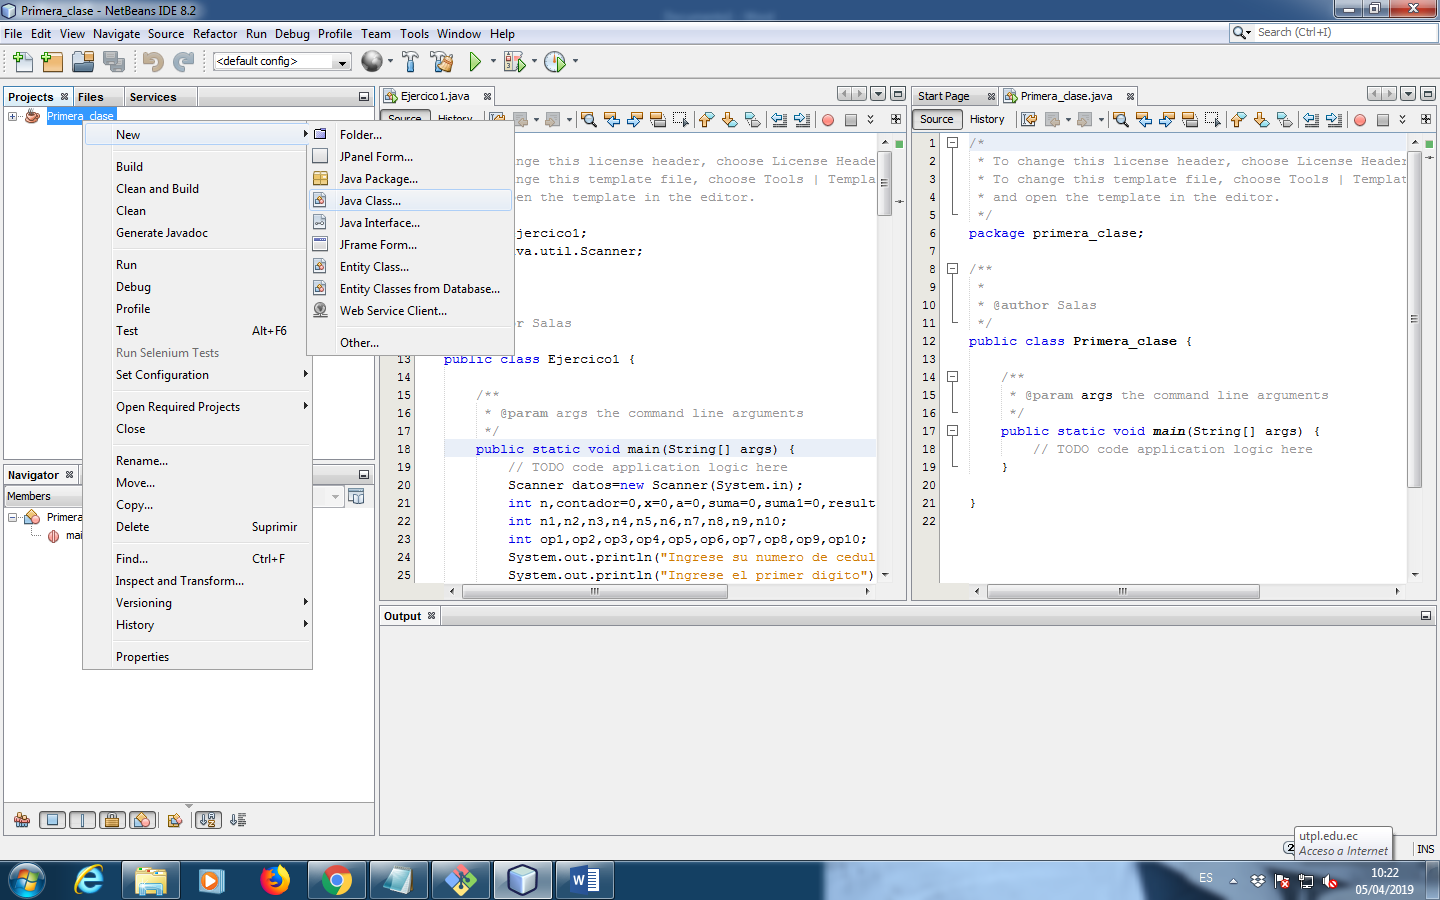 Primera_clase - NetBeans IDE 8.2
File Edit View Navigate Source Refactor Run Debug Profile Team Tools Window Help
Search (Ctrl+I)
<default config>
Projects Files Services
Primera_clase
New
Build
Clean and Build
Clean
Generate Javadoc
Run
Debug
Profile
Test Alt+F6
Run Selenium Tests
Set Configuration
Open Required Projects
Close
Rename...
Move...
Copy...
Delete Suprimir
Find... Ctrl+F
Inspect and Transform...
Versioning
History
Properties
Folder...
JPanel Form...
Java Package...
Java Class...
Java Interface...
JFrame Form...
Entity Class...
Entity Classes from Database...
Web Service Client...
Other...
Navigator
Members
Primera
mai
Ejercico1.java
Source History
nge this license header, choose License Heade
nge this template file, choose Tools | Templa
pen the template in the editor.
jercico1;
va.util.Scanner;
r Salas
13 public class Ejercico1 {
14
15 /**
16 * @param args the command line arguments
17 */
18 public static void main(String[] args) {
19 // TODO code application logic here
20 Scanner datos=new Scanner(System.in);
21 int n,contador=0,x=0,a=0,suma=0,suma1=0,result
22 int n1,n2,n3,n4,n5,n6,n7,n8,n9,n10;
23 int op1,op2,op3,op4,op5,op6,op7,op8,op9,op10;
24 System.out.println("Ingrese su numero de cedul
25 System.out.println("Ingrese el primer digito")
Start Page Primera_clase.java
Source History
1 /*
2 * To change this license header, choose License Header
3 * To change this template file, choose Tools | Templat
4 * and open the template in the editor.
5 */
6 package primera_clase;
7
8 /**
9 *
10 * @author Salas
11 */
12 public class Primera_clase {
13
14 /**
15 * @param args the command line arguments
16 */
17 public static void main(String[] args) {
18 // TODO code application logic here
19 }
20
21 }
22
Output
utpl.edu.ec
Acceso a Internet
2
INS
ES
10:22
05/04/2019